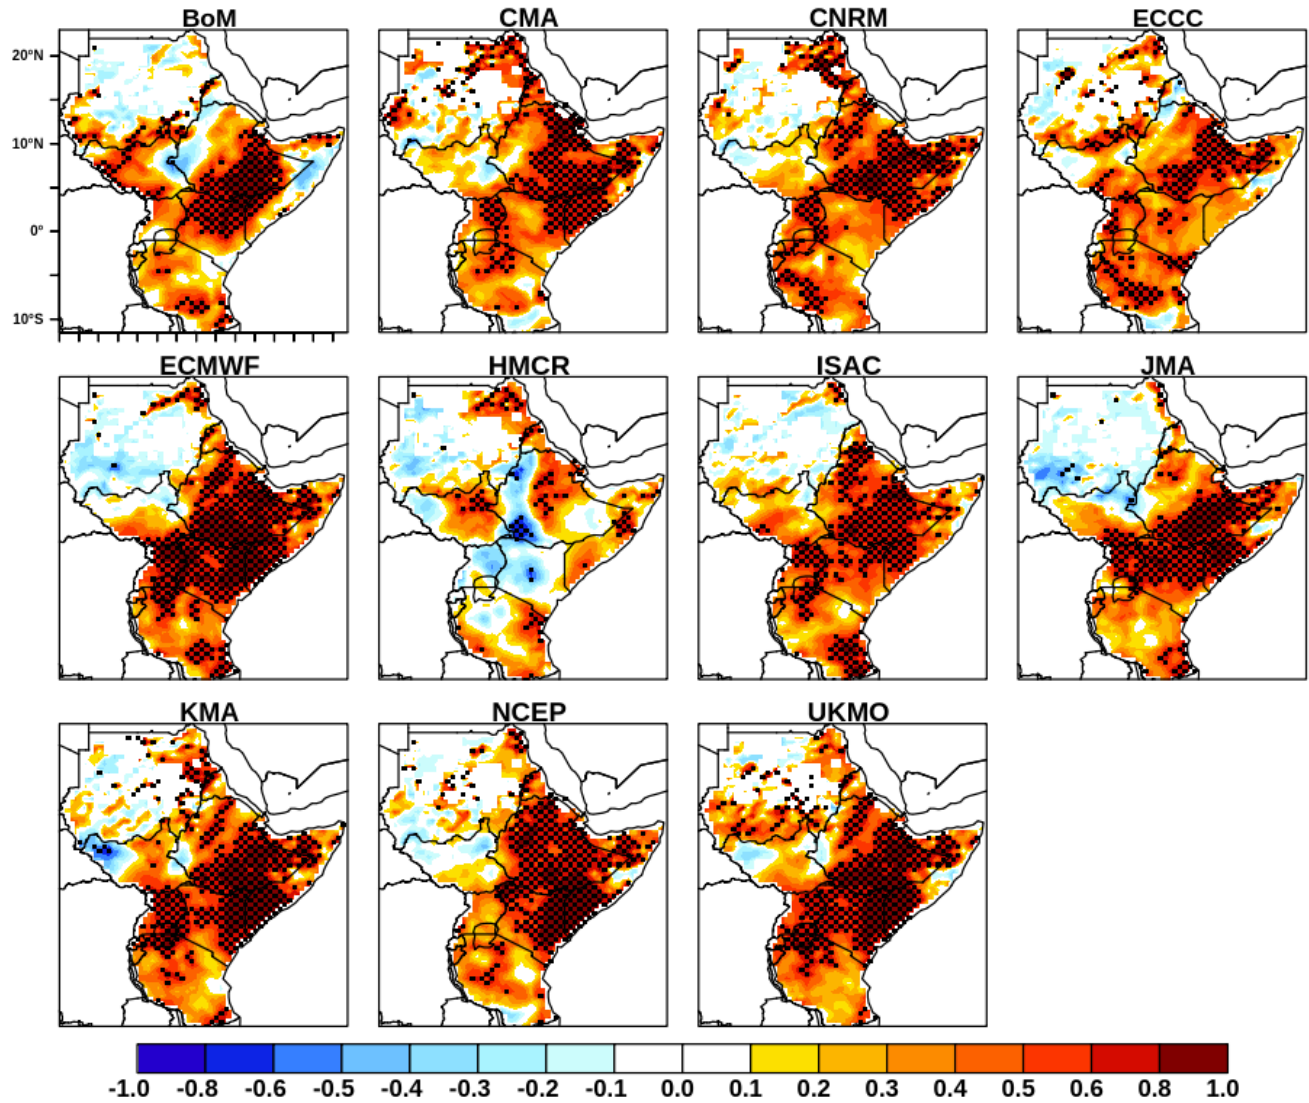 BoM CMA CNRM ECCC
20°N
10°N
0°
10°S
ECMWF HMCR ISAC JMA
KMA NCEP UKMO
-1.0 -0.8 -0.6 -0.5 -0.4 -0.3 -0.2 -0.1 0.0 0.1 0.2 0.3 0.4 0.5 0.6 0.8 1.0